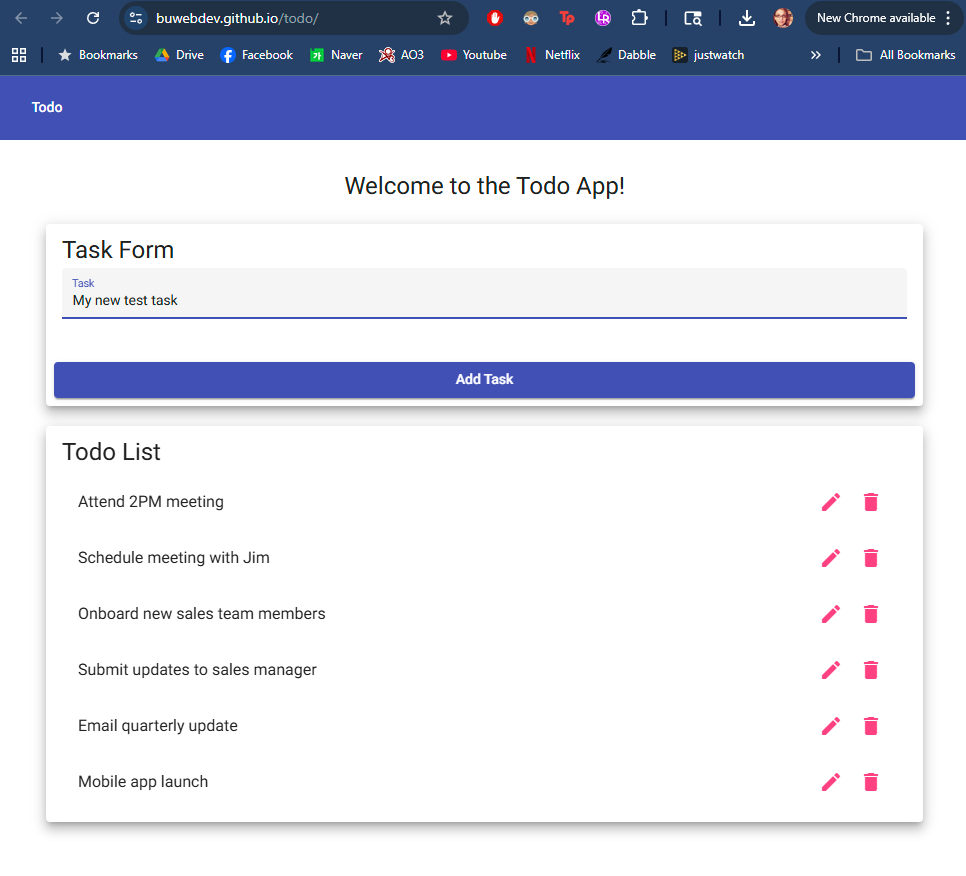 buwebdev.github.io/todo/
Tp
LR
New Chrome available
Bookmarks
Drive
Facebook
Naver
AO3
Youtube
Netflix
Dabble
justwatch
»
All Bookmarks
Todo
Welcome to the Todo App!
Task Form
Task
My new test task
Add Task
Todo List
Attend 2PM meeting
Schedule meeting with Jim
Onboard new sales team members
Submit updates to sales manager
Email quarterly update
Mobile app launch